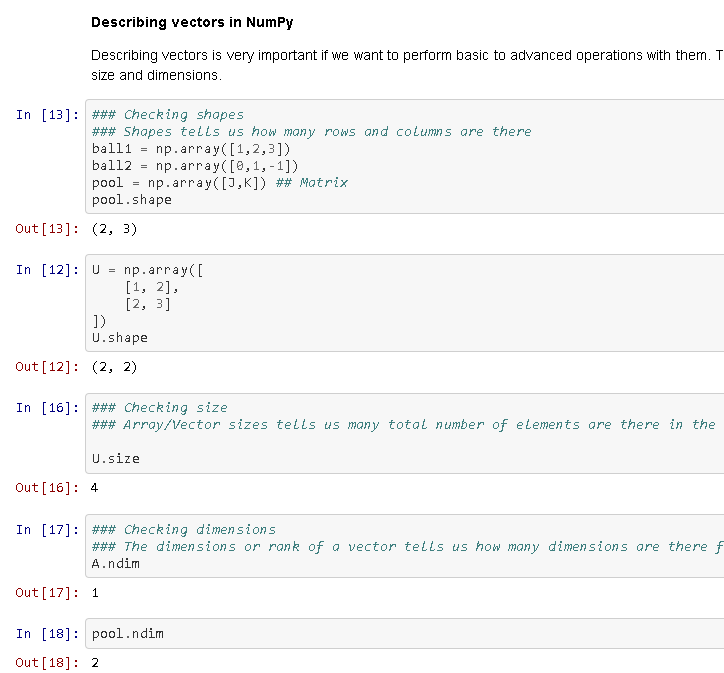 Describing vectors in NumPy
Describing vectors is very important if we want to perform basic to advanced operations with them. T
size and dimensions.
In [13]: ### Checking shapes
### Shapes tells us how many rows and columns are there
ball1 = np.array([1,2,3])
ball2 = np.array([0,1,-1])
pool = np.array([J,K]) ## Matrix
pool.shape
Out[13]: (2, 3)
In [12]: U = np.array([
[1, 2],
[2, 3]
])
U.shape
Out[12]: (2, 2)
In [16]: ### Checking size
### Array/Vector sizes tells us many total number of elements are there in the
U.size
Out[16]: 4
In [17]: ### Checking dimensions
### The dimensions or rank of a vector tells us how many dimensions are there f
A.ndim
Out[17]: 1
In [18]: pool.ndim
Out[18]: 2